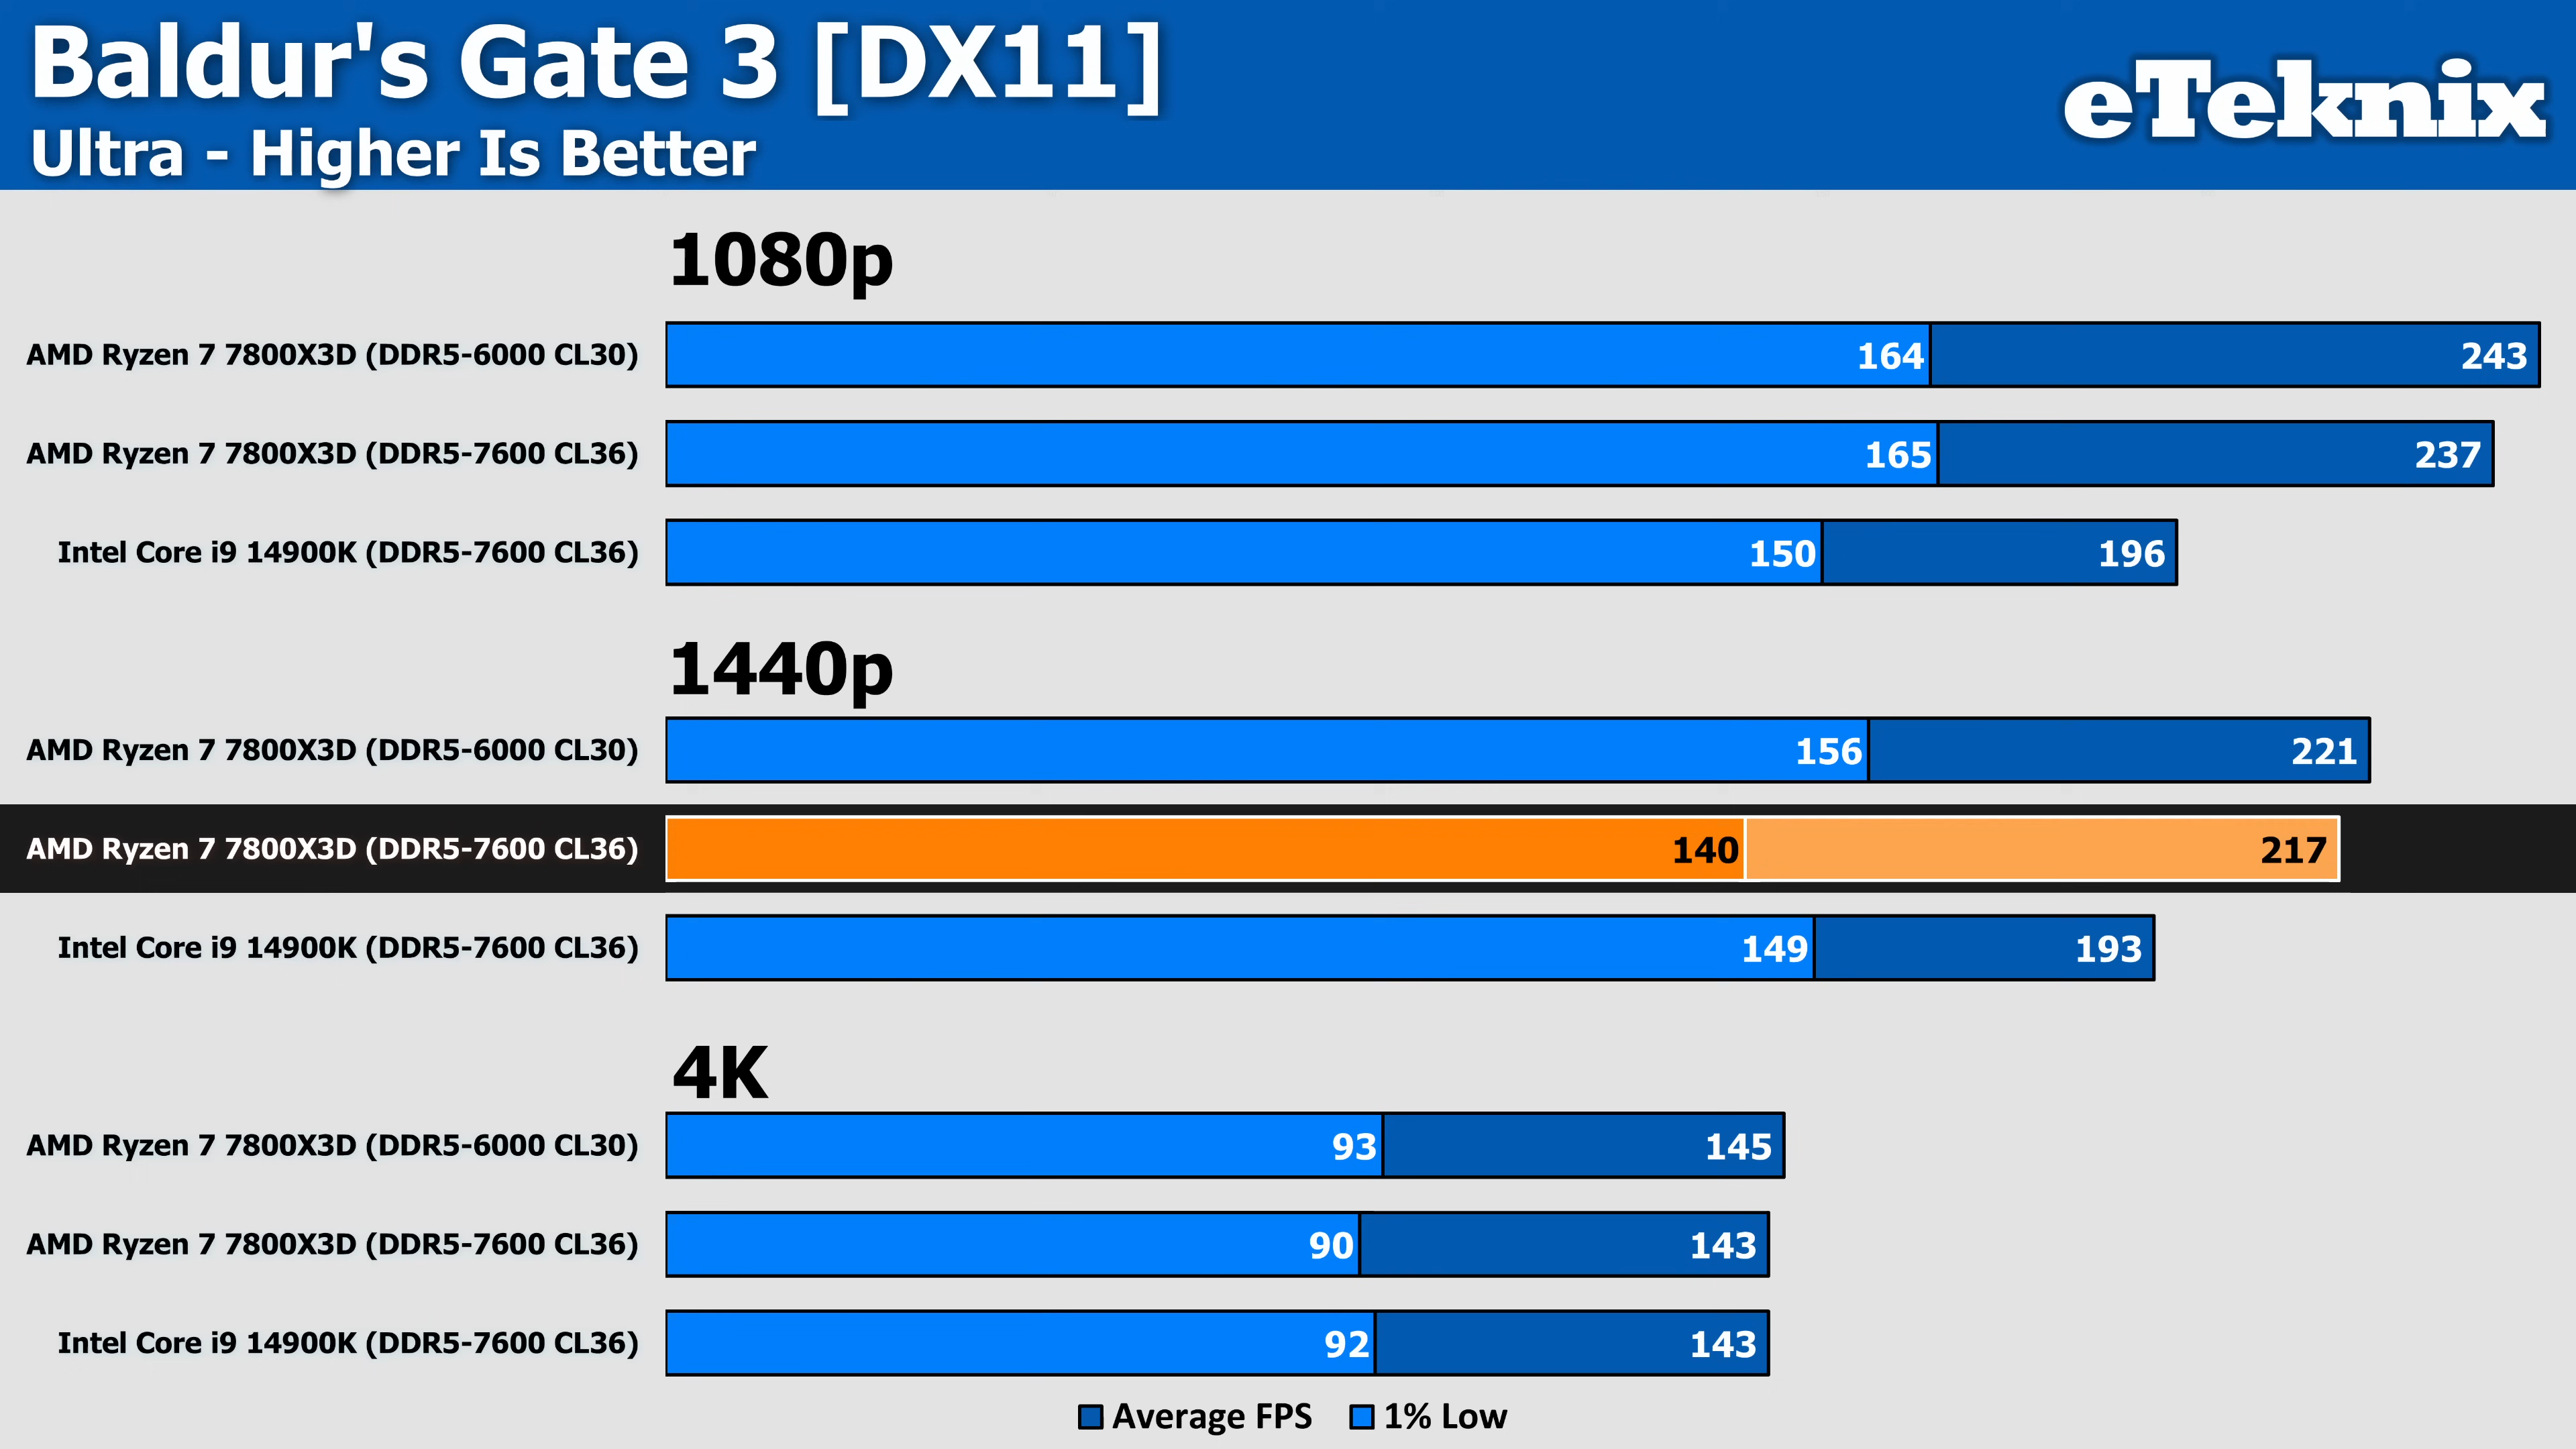 Baldur's Gate 3 [DX11]
Ultra - Higher Is Better
eTeknix
1080p
AMD Ryzen 7 7800X3D (DDR5-6000 CL30) 164 243
AMD Ryzen 7 7800X3D (DDR5-7600 CL36) 165 237
Intel Core i9 14900K (DDR5-7600 CL36) 150 196
1440p
AMD Ryzen 7 7800X3D (DDR5-6000 CL30) 156 221
AMD Ryzen 7 7800X3D (DDR5-7600 CL36) 140 217
Intel Core i9 14900K (DDR5-7600 CL36) 149 193
4K
AMD Ryzen 7 7800X3D (DDR5-6000 CL30) 93 145
AMD Ryzen 7 7800X3D (DDR5-7600 CL36) 90 143
Intel Core i9 14900K (DDR5-7600 CL36) 92 143
Average FPS 1% Low